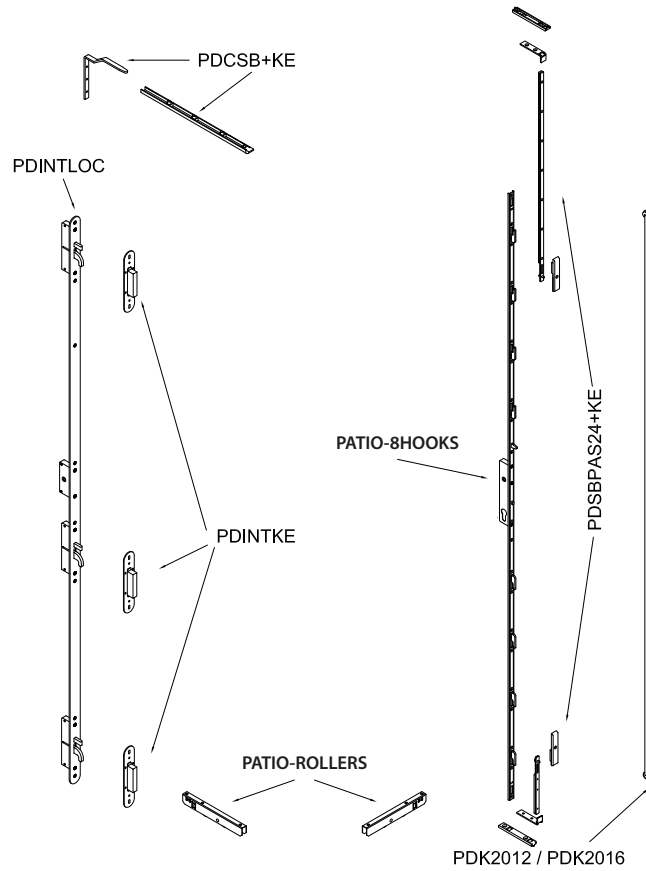 PDCSB+KE
PDINTLOC
PATIO-8HOOKS
PDSBPAS24+KE
PDINTKE
PATIO-ROLLERS
PDK2012 / PDK2016